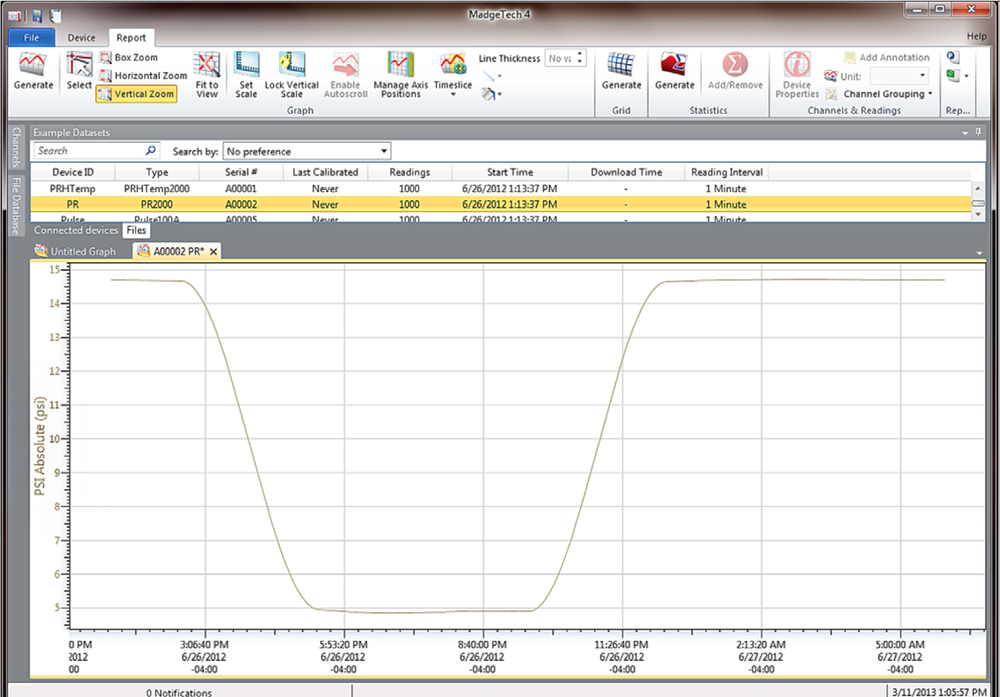 MadgeTech 4
File Device Report Help
Generate
Select
Box Zoom
Horizontal Zoom
Vertical Zoom
Fit to
View
Set
Scale
Lock Vertical
Scale
Enable
Autoscroll
Manage Axis
Positions
Timeslice
Line Thickness
Graph
Generate
Grid
Generate
Add/Remove
Statistics
Device
Properties
Add Annotation
Unit:
Channel Grouping
Channels & Readings
Rep...
Channels
File Database
Example Datasets
Search Search by: No preference
Device ID Type Serial # Last Calibrated Readings Start Time Download Time Reading Interval
PRHTemp PRHTemp2000 A00001 Never 1000 6/26/2012 1:13:37 PM - 1 Minute
PR PR2000 A00002 Never 1000 6/26/2012 1:13:37 PM - 1 Minute
Pulse Pulse100A A00005 Never 1000 6/26/2012 1:13:37 PM - 1 Minute
Connected devices Files
Untitled Graph A00002 PR*
PSI Absolute (psi)
15
14
13
12
11
10
9
8
7
6
5
0 PM 3:06:40 PM 5:53:20 PM 8:40:00 PM 11:26:40 PM 2:13:20 AM 5:00:00 AM
2012 6/26/2012 6/26/2012 6/26/2012 6/26/2012 6/27/2012 6/27/2012
00 -04:00 -04:00 -04:00 -04:00 -04:00 -04:00
0 Notifications 3/11/2013 1:05:57 PM